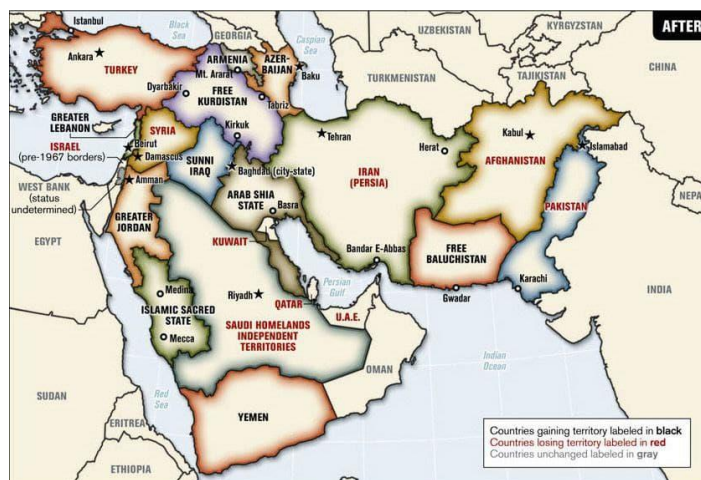 AFTER
Istanbul
Black
Sea
GEORGIA
Caspian
Sea
UZBEKISTAN
KYRGYZSTAN
Ankara
TURKEY
ARMENIA
Mt. Ararat
AZER-
BAIJAN
Baku
TURKMENISTAN
TAJIKISTAN
CHINA
Dyarbakir
FREE
KURDISTAN
Tabriz
GREATER
LEBANON
SYRIA
Kirkuk
Tehran
Herat
Kabul
Islamabad
ISRAEL
(pre-1967 borders)
Beirut
Damascus
SUNNI
IRAQ
Baghdad (city-state)
IRAN
(PERSIA)
AFGHANISTAN
WEST BANK
(status
undetermined)
Amman
ARAB SHIA
STATE
Basra
PAKISTAN
NEPA
GREATER
JORDAN
EGYPT
KUWAIT
Bandar E-Abbas
FREE
BALUCHISTAN
Karachi
Gwadar
INDIA
Medina
ISLAMIC SACRED
STATE
Mecca
Riyadh
Persian
Gulf
QATAR
U.A.E.
SAUDI HOMELANDS
INDEPENDENT
TERRITORIES
OMAN
Indian
Ocean
SUDAN
Red
Sea
YEMEN
ERITREA
ETHIOPIA
Countries gaining territory labeled in black
Countries losing territory labeled in red
Countries unchanged labeled in gray